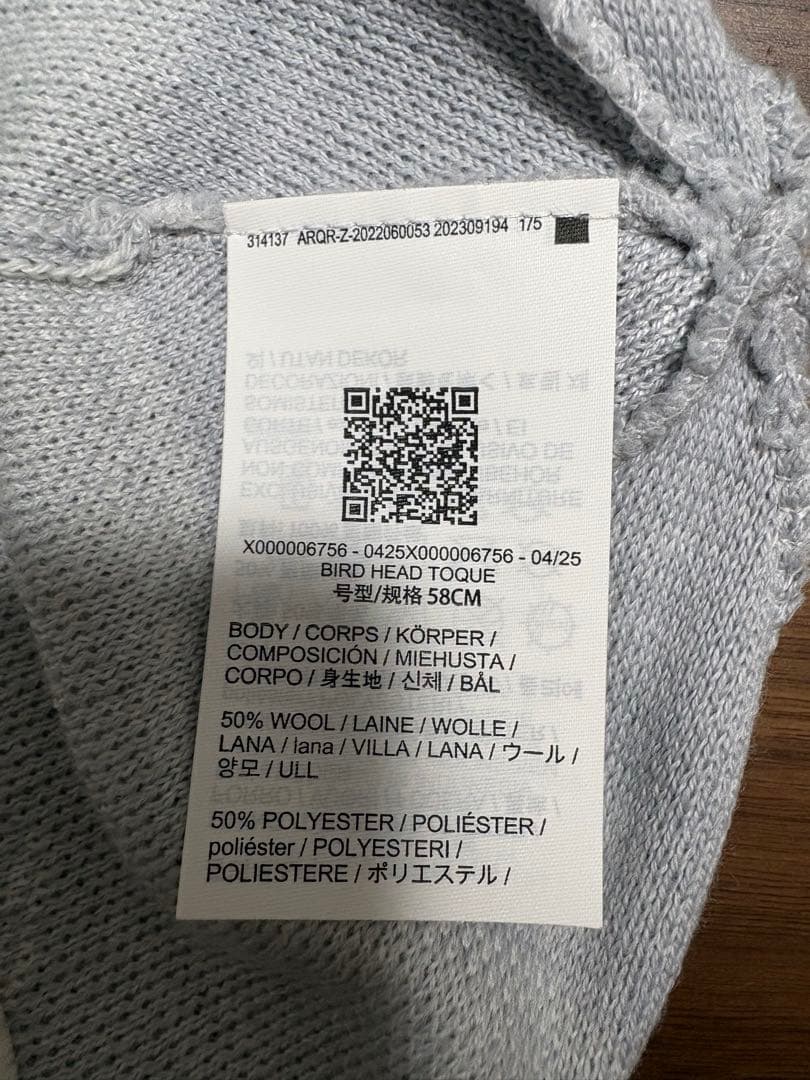 314137 ARQR-Z-2022060053 202309194 175
X000006756 - 0425X000006756 - 04/25
BIRD HEAD TOQUE
号型/规格 58CM
BODY / CORPS / KÖRPER /
COMPOSICIÓN / MIEHUSTA /
CORPO / 身生地 / 신체 / BÅL
50% WOOL / LAINE / WOLLE /
LANA / lana / VILLA / LANA / ウール /
양모 / ULL
50% POLYESTER / POLIÉSTER /
poliéster / POLYESTERI /
POLIESTERE / ポリエステル /